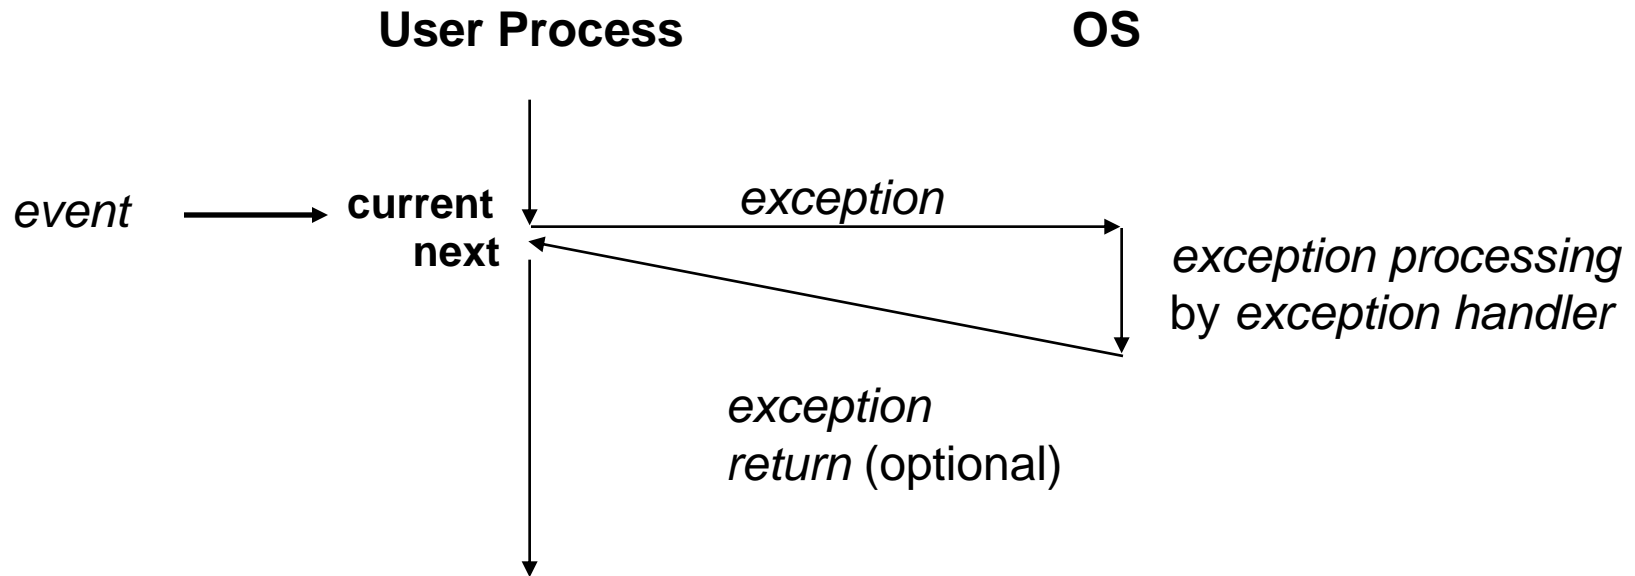 User Process
OS
event
current
next
exception
exception processing
by exception handler
exception
return (optional)